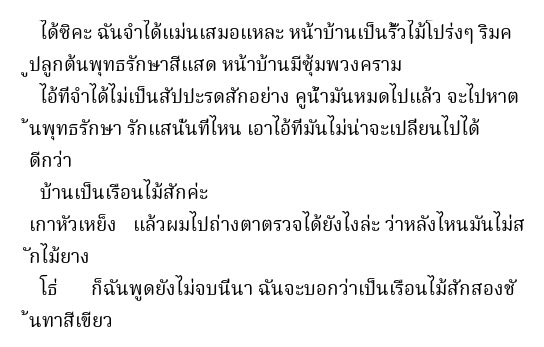 ได้ซิคะ ฉันจำได้แม่นเสมอแหละ หน้าบ้านเป็นรั้วไม้โปร่งๆ ริมค
ูปลูกต้นพุทธรักษาสีแสด หน้าบ้านมีซุ้มพวงคราม
ไอ้ที่จำได้ไม่เป็นสัปปะรดสักอย่าง คูน้ำมันหมดไปแล้ว จะไปหาต
้นพุทธรักษา รักแสนั่นที่ไหน เอาไอ้ที่มันไม่น่าจะเปลี่ยนไปได้
ดีกว่า
บ้านเป็นเรือนไม้สักค่ะ
เกาหัวเหย็ง แล้วผมไปถ่างตาตรวจได้ยังไงล่ะ ว่าหลังไหนมันไม้ส
ักไม้ยาง
โธ่ ก็ฉันพูดยังไม่จบนี่นา ฉันจะบอกว่าเป็นเรือนไม้สักสองชั
้นทาสีเขียว